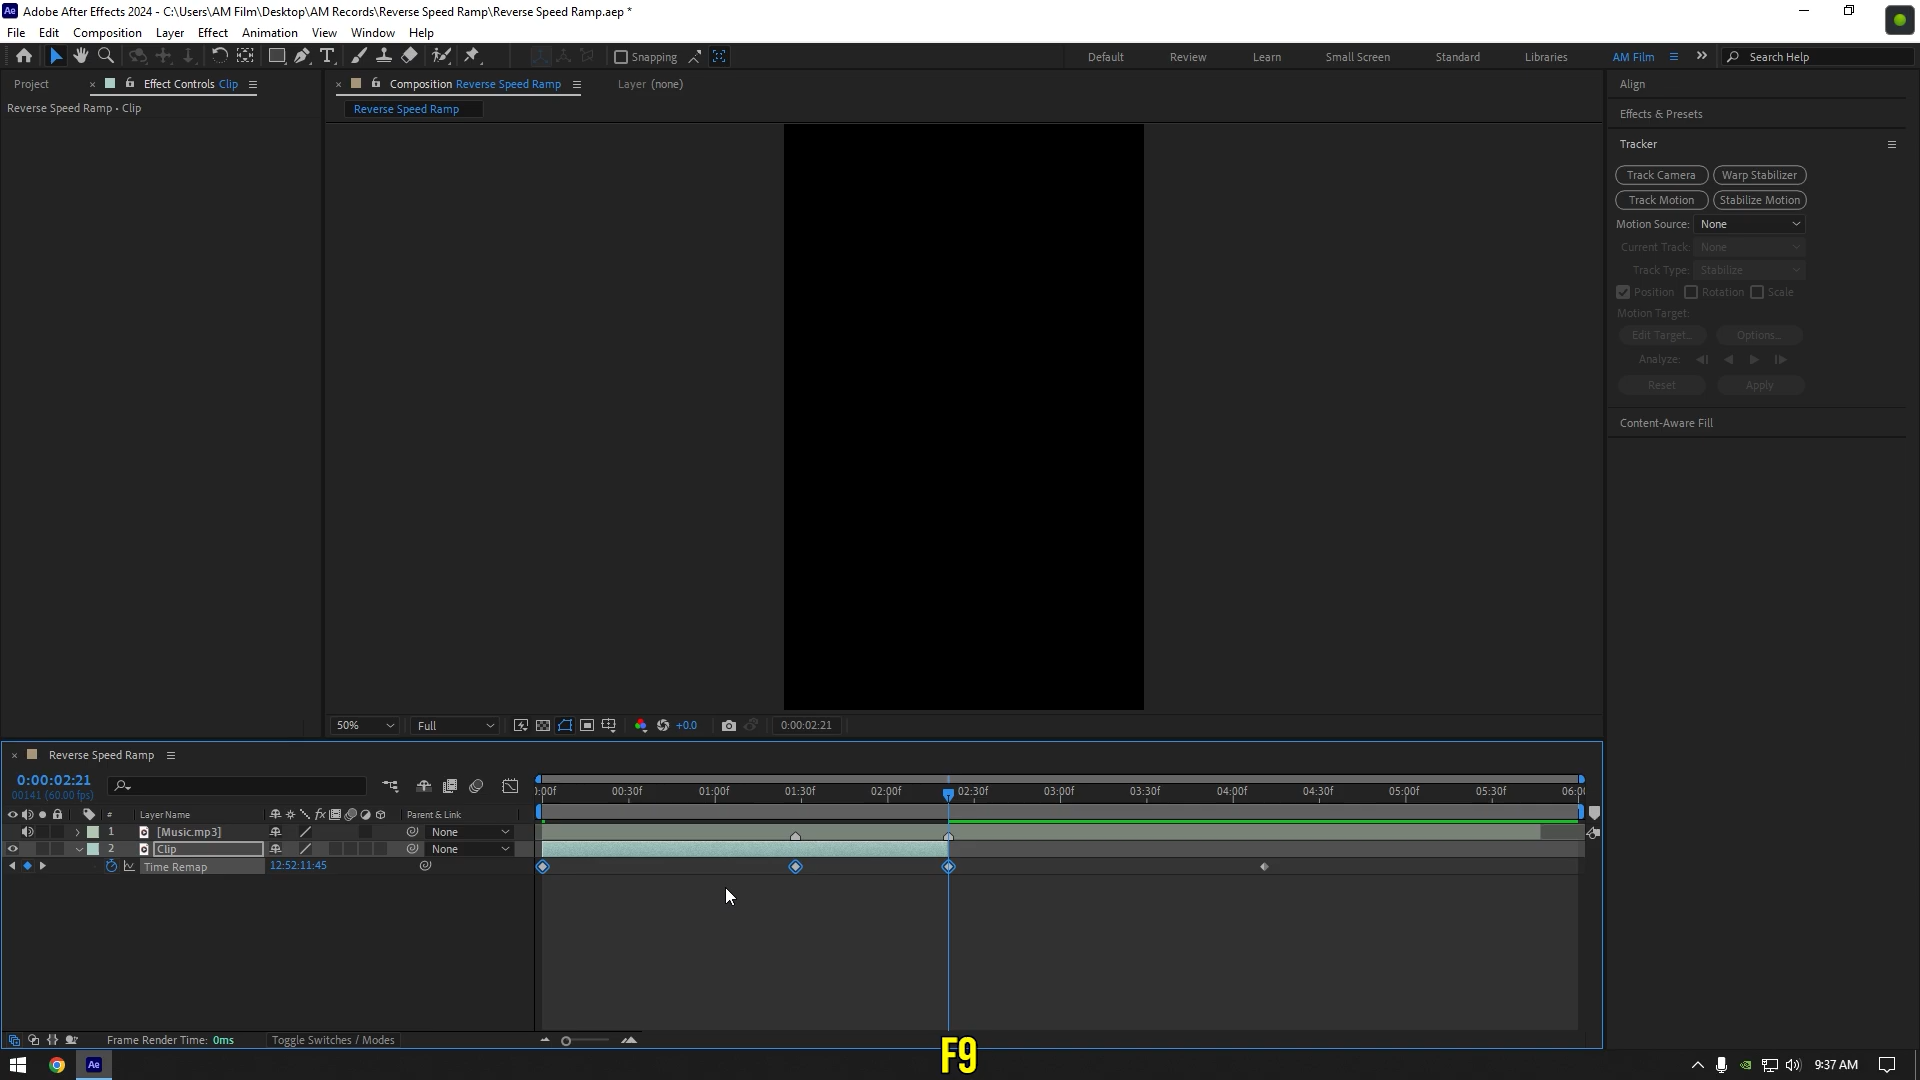 Adobe After Effects 2024 - C:\Users\AM Film\Desktop\AM Records\Reverse Speed Ramp\Reverse Speed Ramp.aep *
File Edit Composition Layer Effect Animation View Window Help
Snapping
Default Review Learn Small Screen Standard Libraries AM Film Search Help
Project Effect Controls Clip Composition Reverse Speed Ramp Layer (none) Align
Reverse Speed Ramp • Clip
Reverse Speed Ramp
Effects & Presets
Tracker
Track Camera Warp Stabilizer
Track Motion Stabilize Motion
Motion Source: None
Current Track: None
Track Type: Stabilize
Position Rotation Scale
Motion Target:
Edit Target... Options...
Analyze:
Reset Apply
Content-Aware Fill
50% Full +0.0 0:00:02:21
Reverse Speed Ramp
0:00:02:21
00141 (60.00 fps)
):00f 00:30f 01:00f 01:30f 02:00f 02:30f 03:00f 03:30f 04:00f 04:30f 05:00f 05:30f 06:00
# Layer Name fx Parent & Link
1 [Music.mp3] None
2 Clip None
Time Remap 12:52:11:45
Frame Render Time: 0ms Toggle Switches / Modes
F9
Ae 9:37 AM